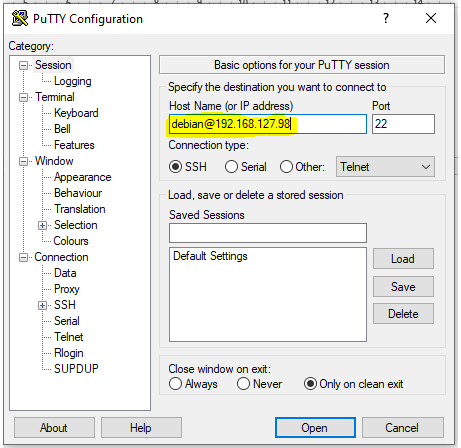 PuTTY Configuration ? ×
Category:
Session
Logging
Terminal
Keyboard
Bell
Features
Window
Appearance
Behaviour
Translation
Selection
Colours
Connection
Data
Proxy
SSH
Serial
Telnet
Rlogin
SUPDUP
Basic options for your PuTTY session
Specify the destination you want to connect to
Host Name (or IP address) Port
debian@192.168.127.98 22
Connection type:
SSH Serial Other: Telnet
Load, save or delete a stored session
Saved Sessions
Default Settings
Load
Save
Delete
Close window on exit:
Always Never Only on clean exit
About Help Open Cancel